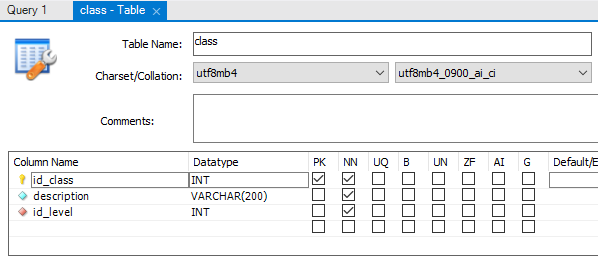 Query 1 class - Table
Table Name: class
Charset/Collation: utf8mb4 utf8mb4_0900_ai_ci
Comments:
Column Name Datatype PK NN UQ B UN ZF AI G Default/E
id_class INT
description VARCHAR(200)
id_level INT